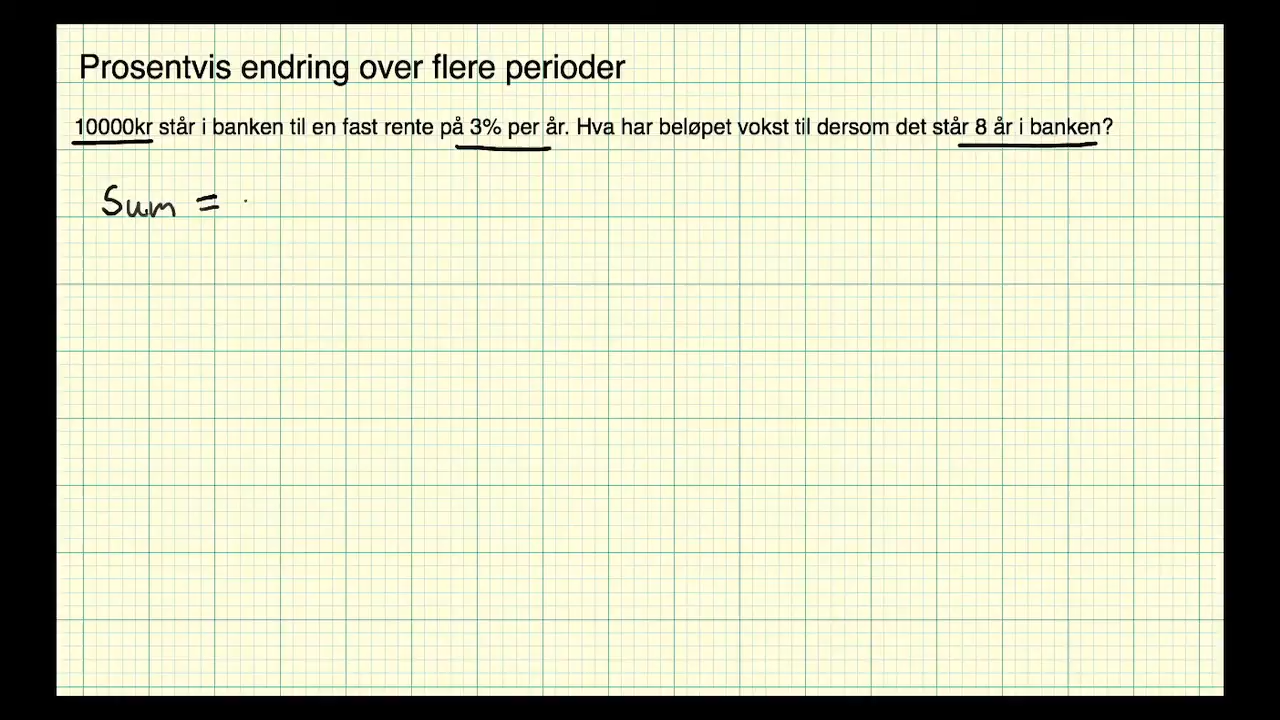 Prosentvis endring over flere perioder
10000kr står i banken til en fast rente på 3% per år. Hva har beløpet vokst til dersom det står 8 år i banken?
Sum =